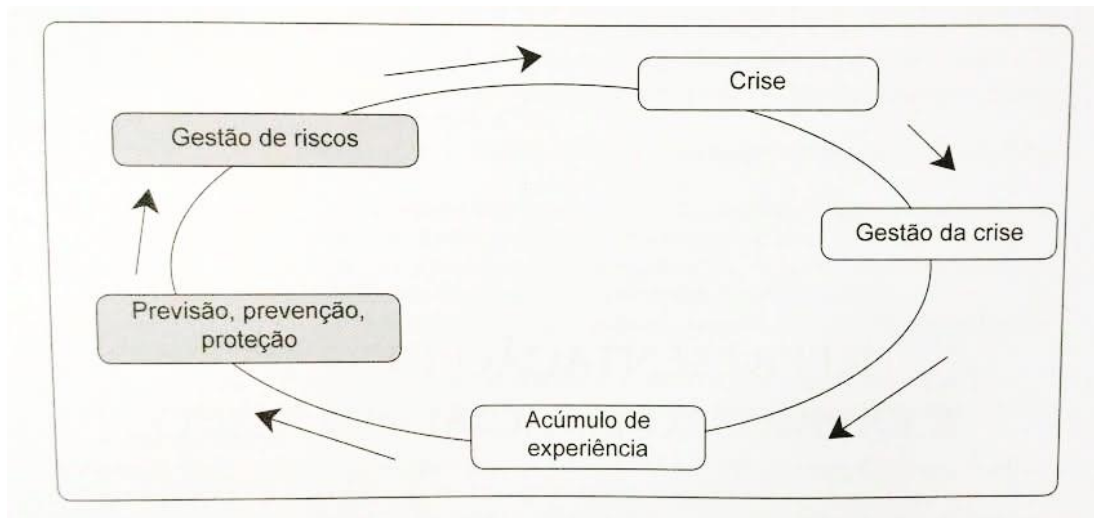 Crise
Gestão de riscos
Gestão da crise
Previsão, prevenção,
proteção
Acúmulo de
experiência